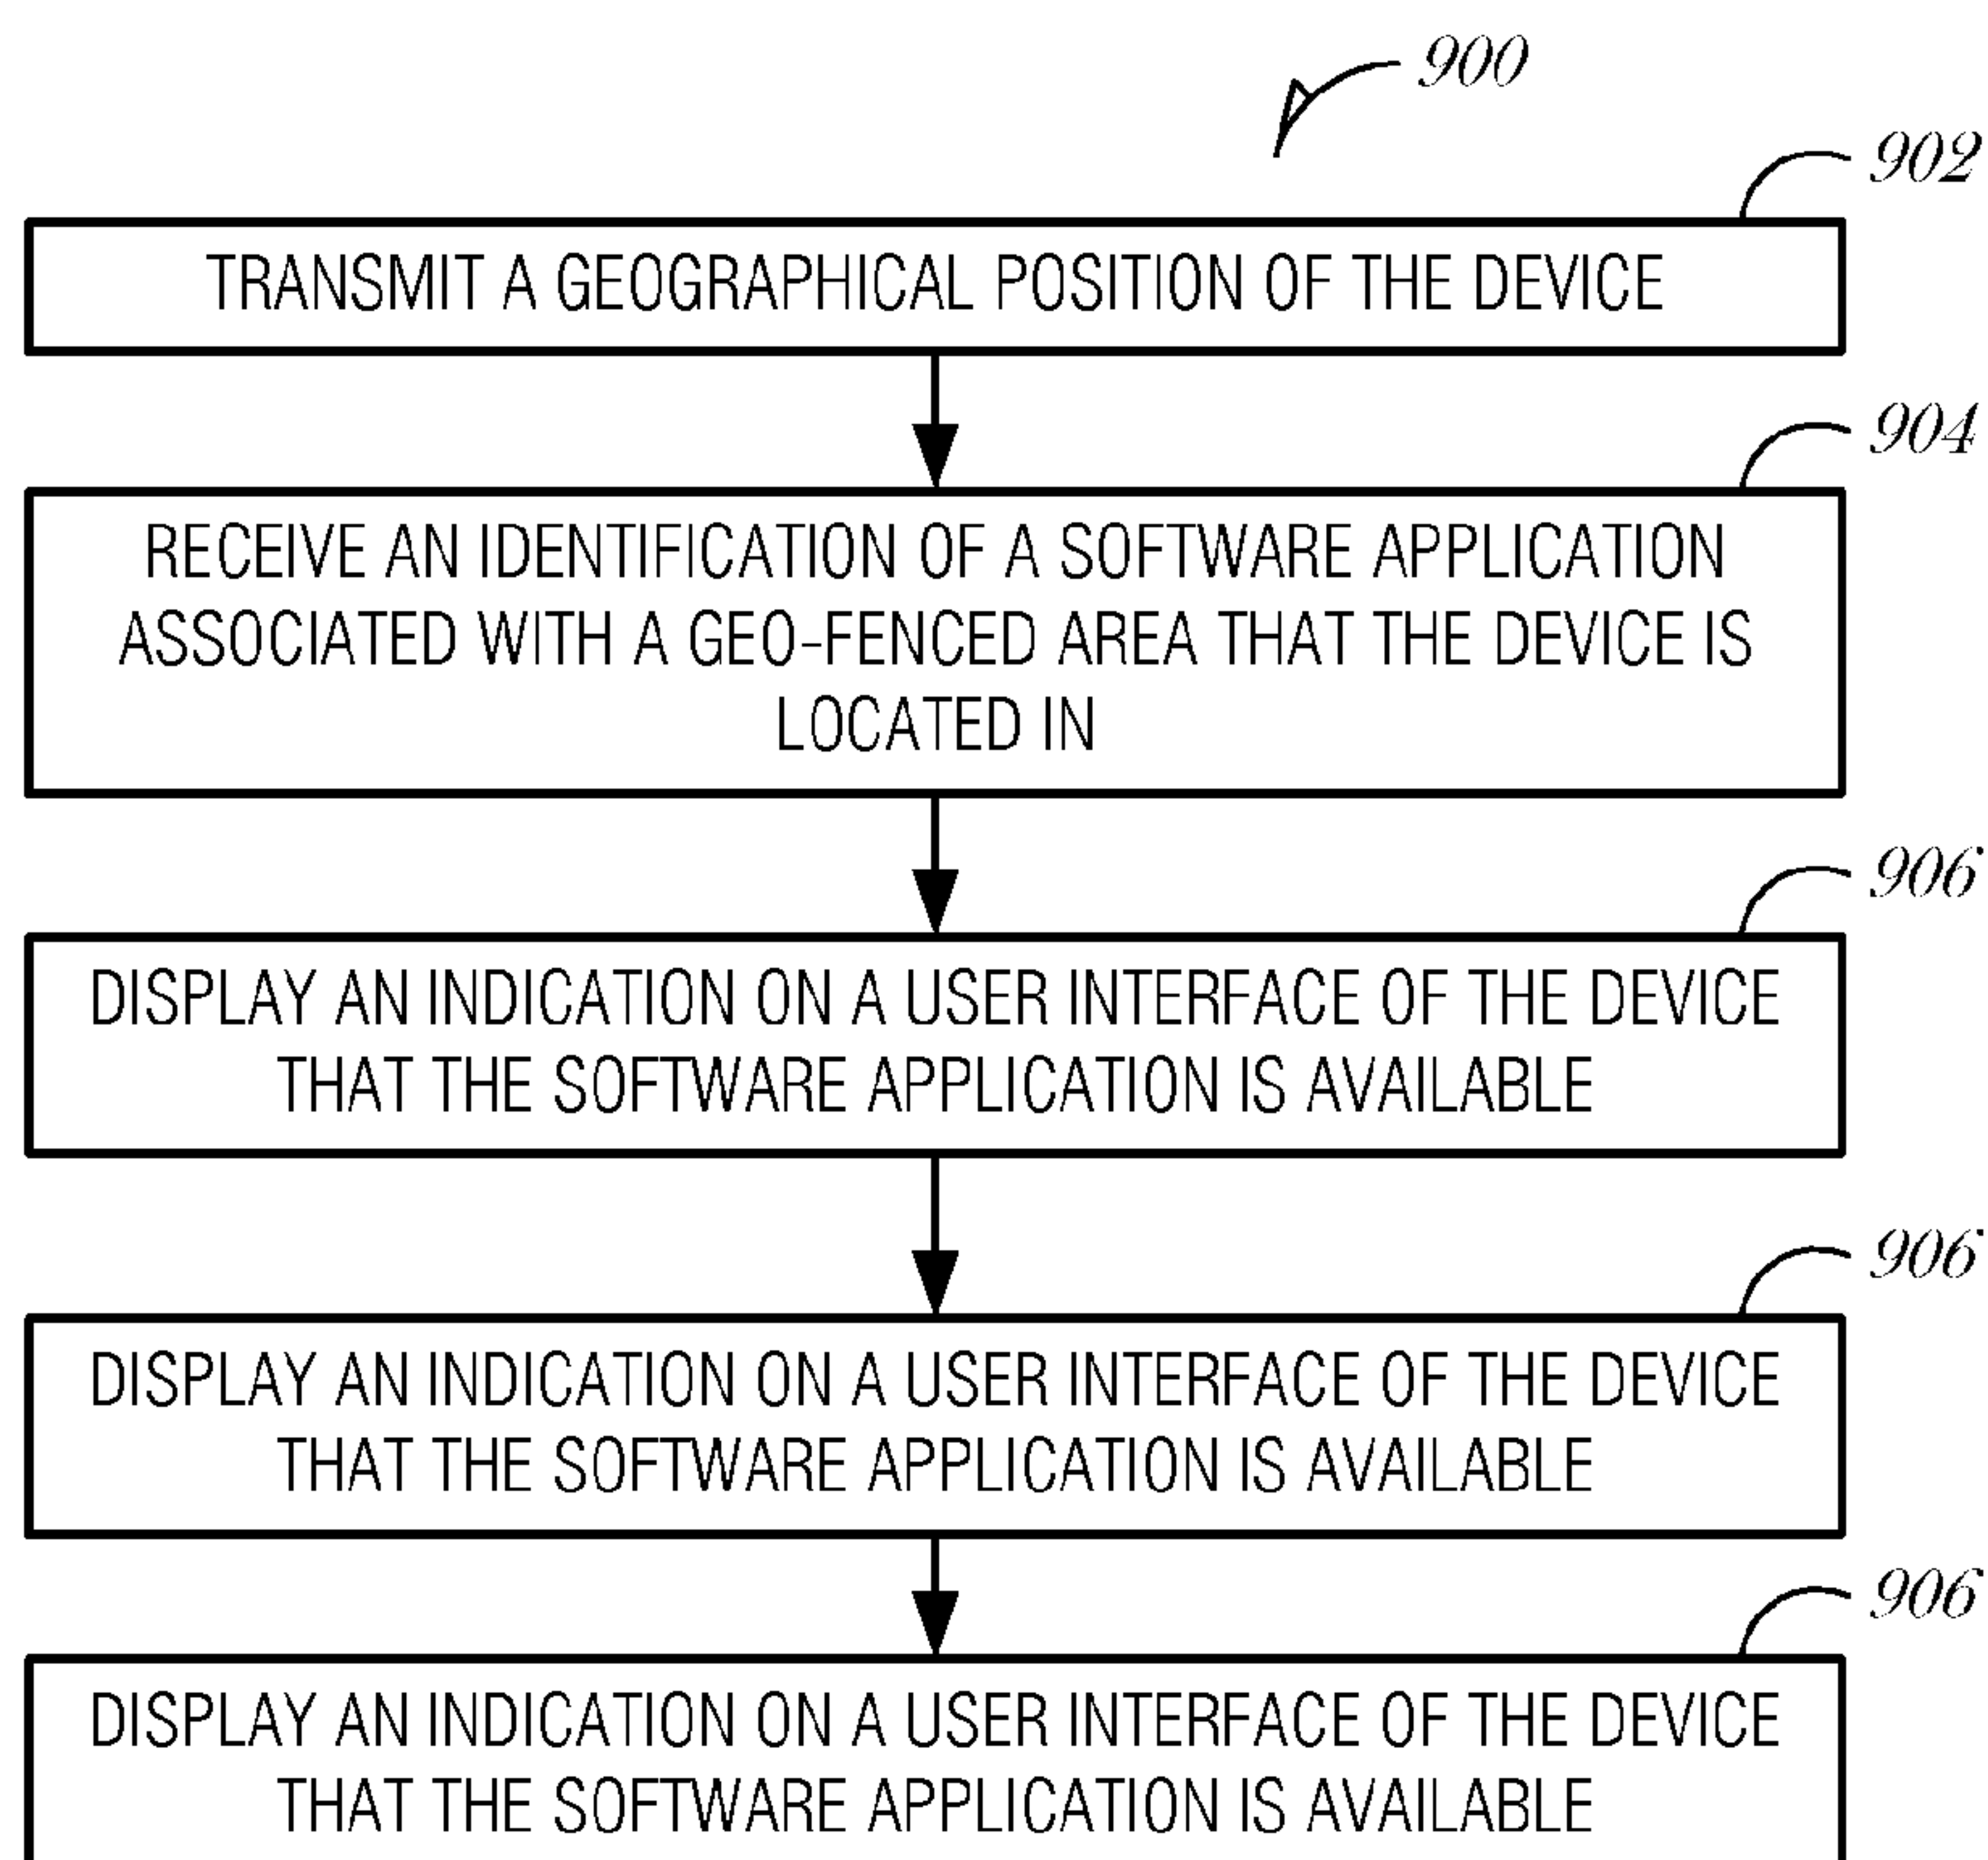 900
902
TRANSMIT A GEOGRAPHICAL POSITION OF THE DEVICE
904
RECEIVE AN IDENTIFICATION OF A SOFTWARE APPLICATION
ASSOCIATED WITH A GEO-FENCED AREA THAT THE DEVICE IS
LOCATED IN
906
DISPLAY AN INDICATION ON A USER INTERFACE OF THE DEVICE
THAT THE SOFTWARE APPLICATION IS AVAILABLE
906
DISPLAY AN INDICATION ON A USER INTERFACE OF THE DEVICE
THAT THE SOFTWARE APPLICATION IS AVAILABLE
906
DISPLAY AN INDICATION ON A USER INTERFACE OF THE DEVICE
THAT THE SOFTWARE APPLICATION IS AVAILABLE